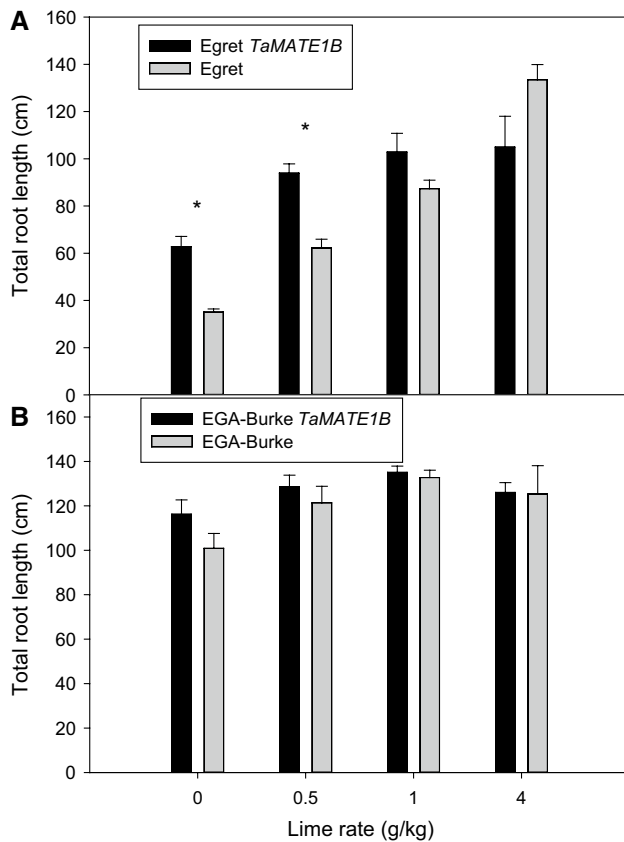 A
Egret TaMATE1B
Egret
Total root length (cm)
160
140
120
100
80
60
40
20
0
*
*
B
EGA-Burke TaMATE1B
EGA-Burke
Total root length (cm)
160
140
120
100
80
60
40
20
0
0 0.5 1 4
Lime rate (g/kg)